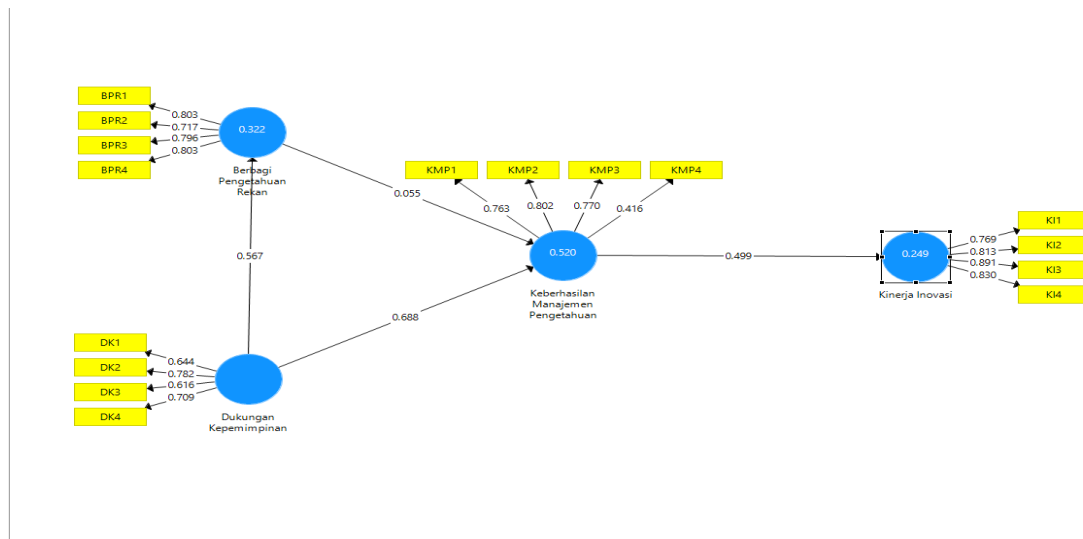 BPR1
BPR2
BPR3
BPR4
0.803
0.717
0.796
0.803
0.322
Berbagi
Pengetahuan
Rekan
0.055
0.567
KMP1
KMP2
KMP3
KMP4
0.763
0.802
0.770
0.416
0.520
Keberhasilan
Manajemen
Pengetahuan
0.499
0.688
0.249
Kinerja Inovasi
0.769
0.813
0.891
0.830
KI1
KI2
KI3
KI4
DK1
DK2
DK3
DK4
0.644
0.782
0.616
0.709
Dukungan
Kepemimpinan